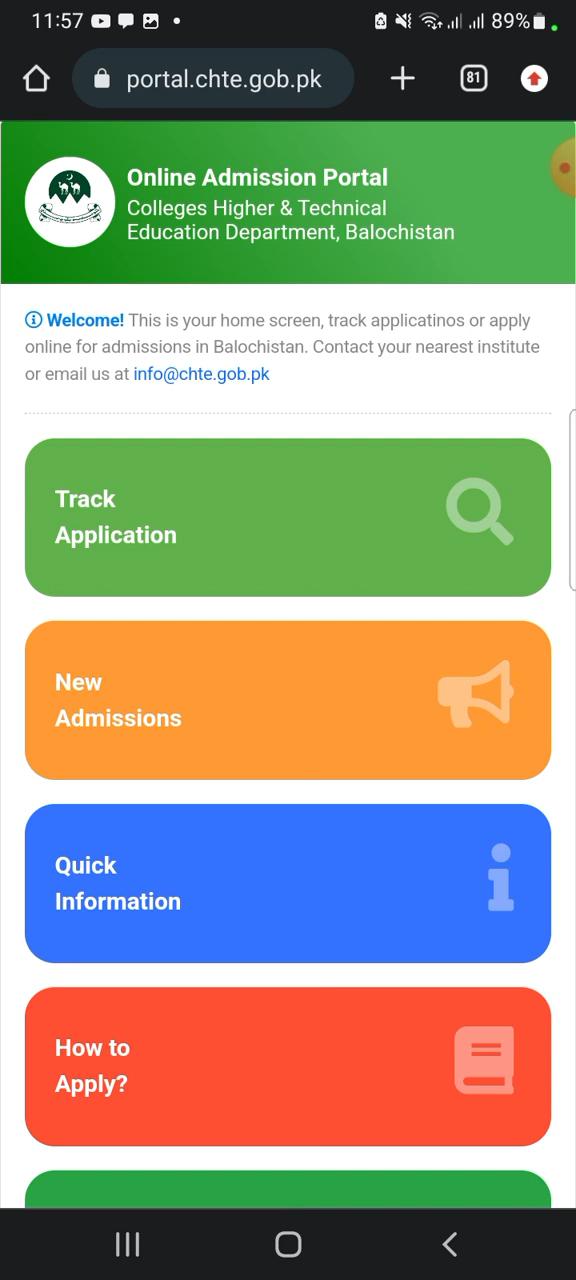 11:57
89%
portal.chte.gob.pk
81
Online Admission Portal
Colleges Higher & Technical
Education Department, Balochistan
Welcome! This is your home screen, track applicatinos or apply
online for admissions in Balochistan. Contact your nearest institute
or email us at info@chte.gob.pk
Track
Application
New
Admissions
Quick
Information
How to
Apply?